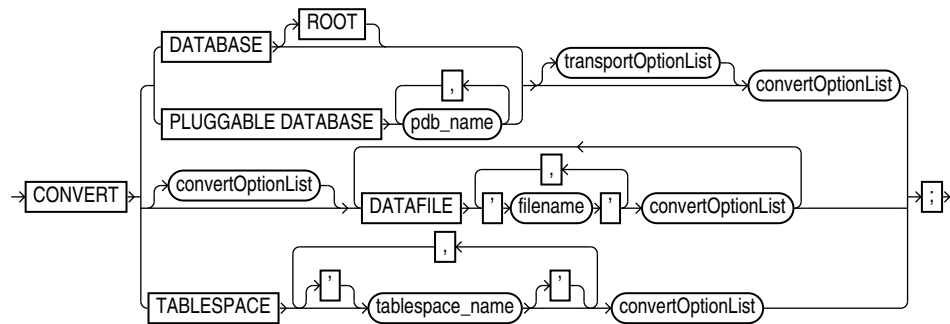 ROOT
DATABASE
transportOptionList
,
convertOptionList
PLUGGABLE DATABASE
pdb_name
convertOptionList
,
CONVERT
DATAFILE
'
filename
'
convertOptionList
;
,
'
'
TABLESPACE
tablespace_name
convertOptionList